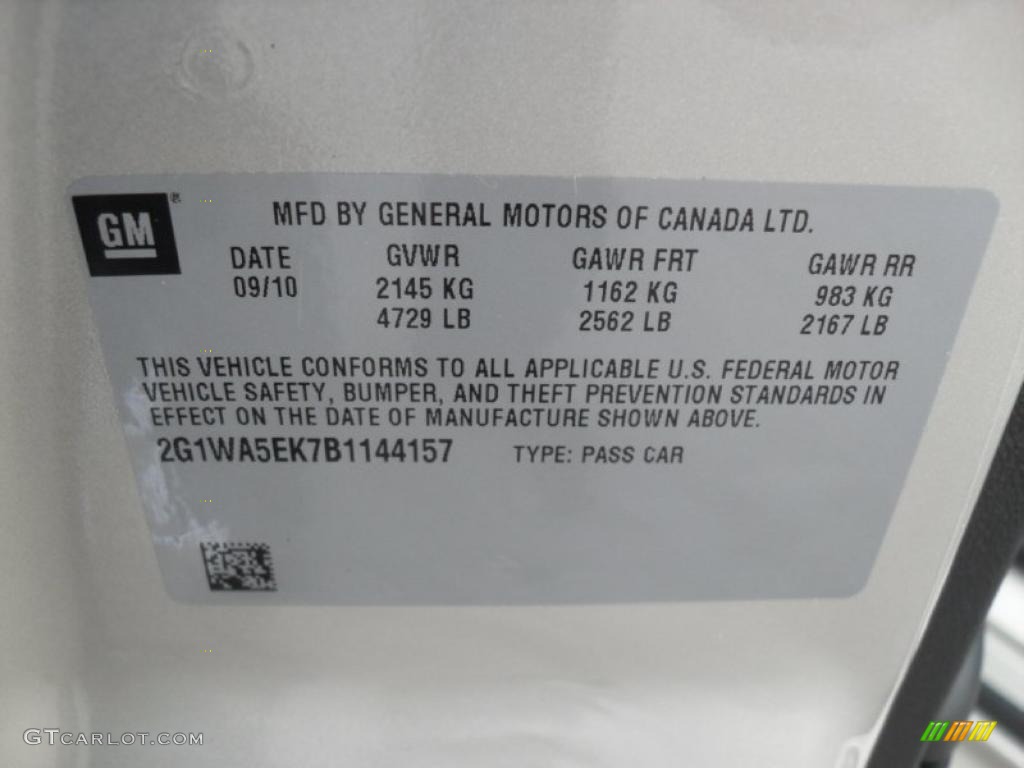 GM®
MFD BY GENERAL MOTORS OF CANADA LTD.
DATE GVWR GAWR FRT GAWR RR
09/10 2145 KG 1162 KG 983 KG
4729 LB 2562 LB 2167 LB
THIS VEHICLE CONFORMS TO ALL APPLICABLE U.S. FEDERAL MOTOR
VEHICLE SAFETY, BUMPER, AND THEFT PREVENTION STANDARDS IN
EFFECT ON THE DATE OF MANUFACTURE SHOWN ABOVE.
2G1WA5EK7B1144157 TYPE: PASS CAR
GTCARLOT.COM